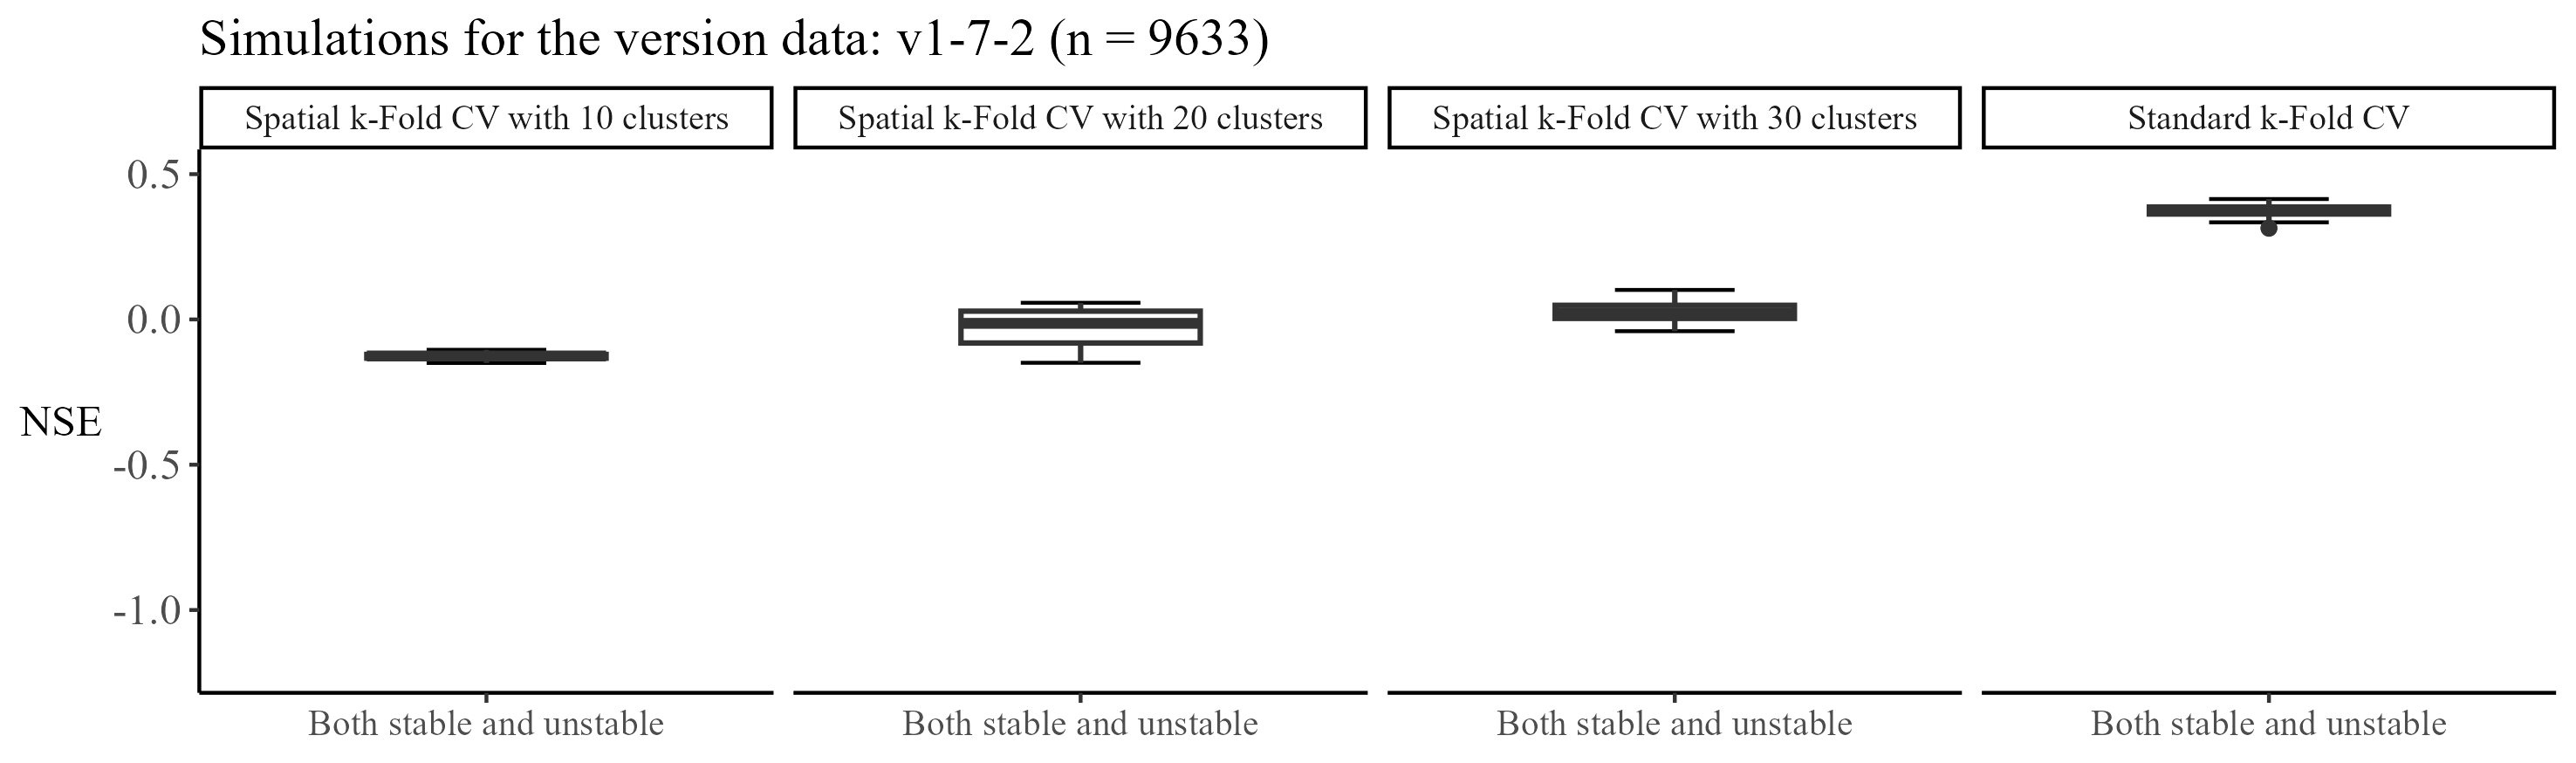 Simulations for the version data: v1-7-2 (n = 9633)
Spatial k-Fold CV with 10 clusters
Spatial k-Fold CV with 20 clusters
Spatial k-Fold CV with 30 clusters
Standard k-Fold CV
0.5
0.0
NSE
-0.5
-1.0
Both stable and unstable
Both stable and unstable
Both stable and unstable
Both stable and unstable